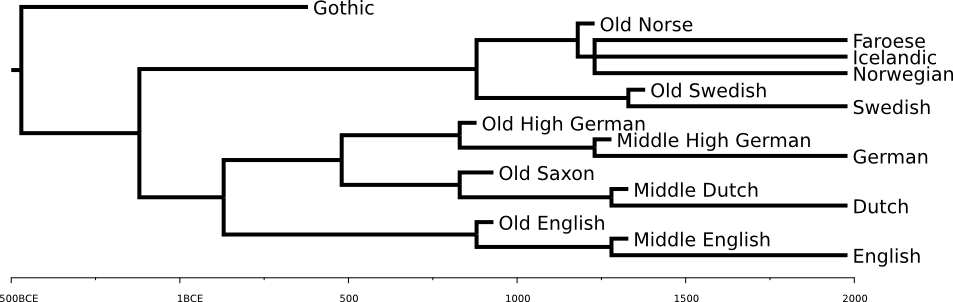 Gothic
Old Norse
Faroese
Icelandic
Norwegian
Old Swedish
Swedish
Old High German
Middle High German
German
Old Saxon
Middle Dutch
Dutch
Old English
Middle English
English
500BCE 1BCE 500 1000 1500 2000